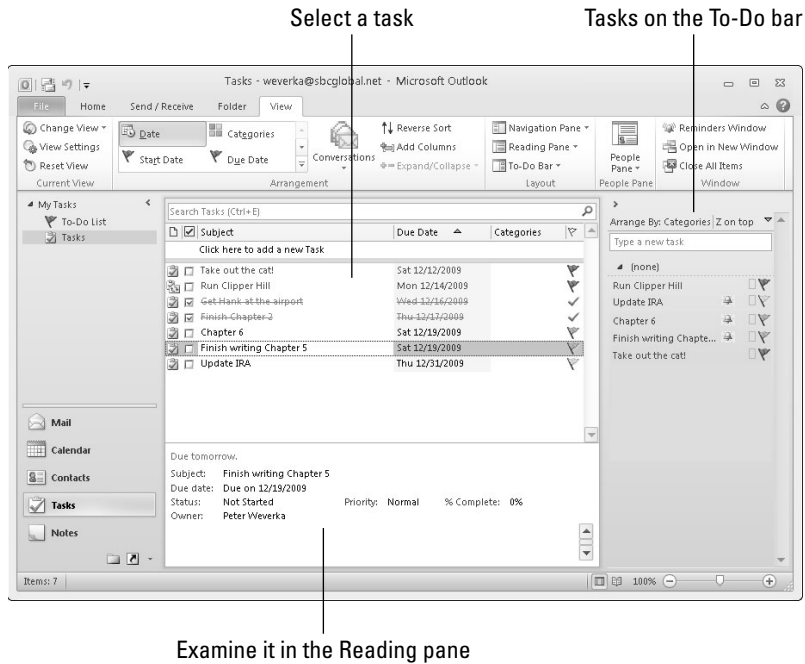 Select a task
Tasks on the To-Do bar
Tasks - weverka@sbcglobal.net - Microsoft Outlook
File Home Send / Receive Folder View
Change View
View Settings
Reset View
Current View
Date Categories
Start Date Due Date
Conversations
Reverse Sort
Add Columns
Expand/Collapse
Arrangement
Navigation Pane
Reading Pane
To-Do Bar
Layout
People
Pane
People Pane
Reminders Window
Open in New Window
Close All Items
Window
My Tasks
To-Do List
Tasks
Mail
Calendar
Contacts
Tasks
Notes
Search Tasks (Ctrl+E)
Subject Due Date Categories
Click here to add a new Task
Take out the cat! Sat 12/12/2009
Run Clipper Hill Mon 12/14/2009
Get Hank at the airport Wed 12/16/2009
Finish Chapter 2 Thu 12/17/2009
Chapter 6 Sat 12/19/2009
Finish writing Chapter 5 Sat 12/19/2009
Update IRA Thu 12/31/2009
Due tomorrow.
Subject: Finish writing Chapter 5
Due date: Due on 12/19/2009
Status: Not Started Priority: Normal % Complete: 0%
Owner: Peter Weverka
Arrange By: Categories Z on top
Type a new task
(none)
Run Clipper Hill
Update IRA
Chapter 6
Finish writing Chapte...
Take out the cat!
Items: 7
100%
Examine it in the Reading pane